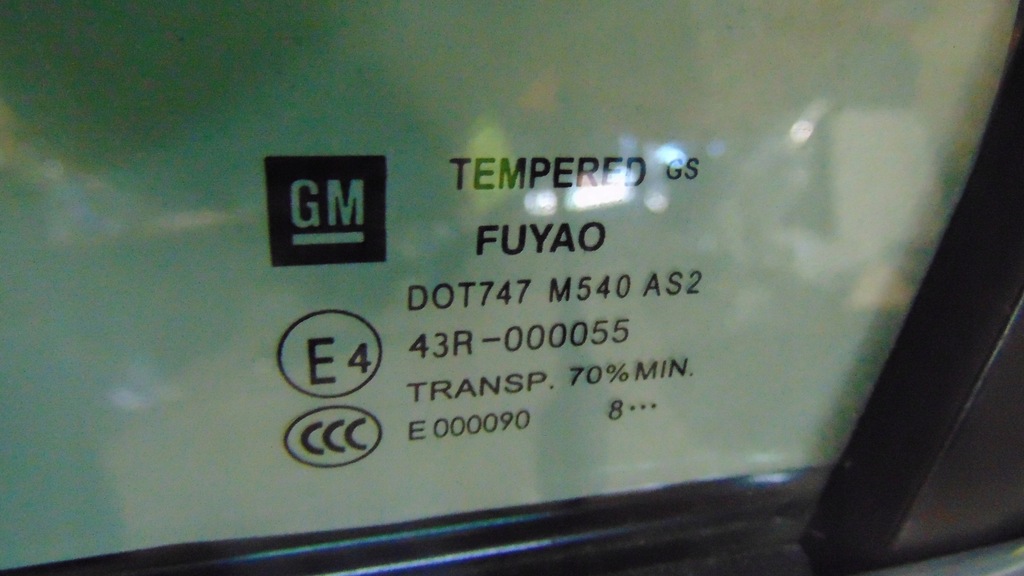 GM
TEMPERED GS
FUYAO
DOT747 M540 AS2
E4
43R-000055
TRANSP. 70%MIN.
CCC
E000090 8···